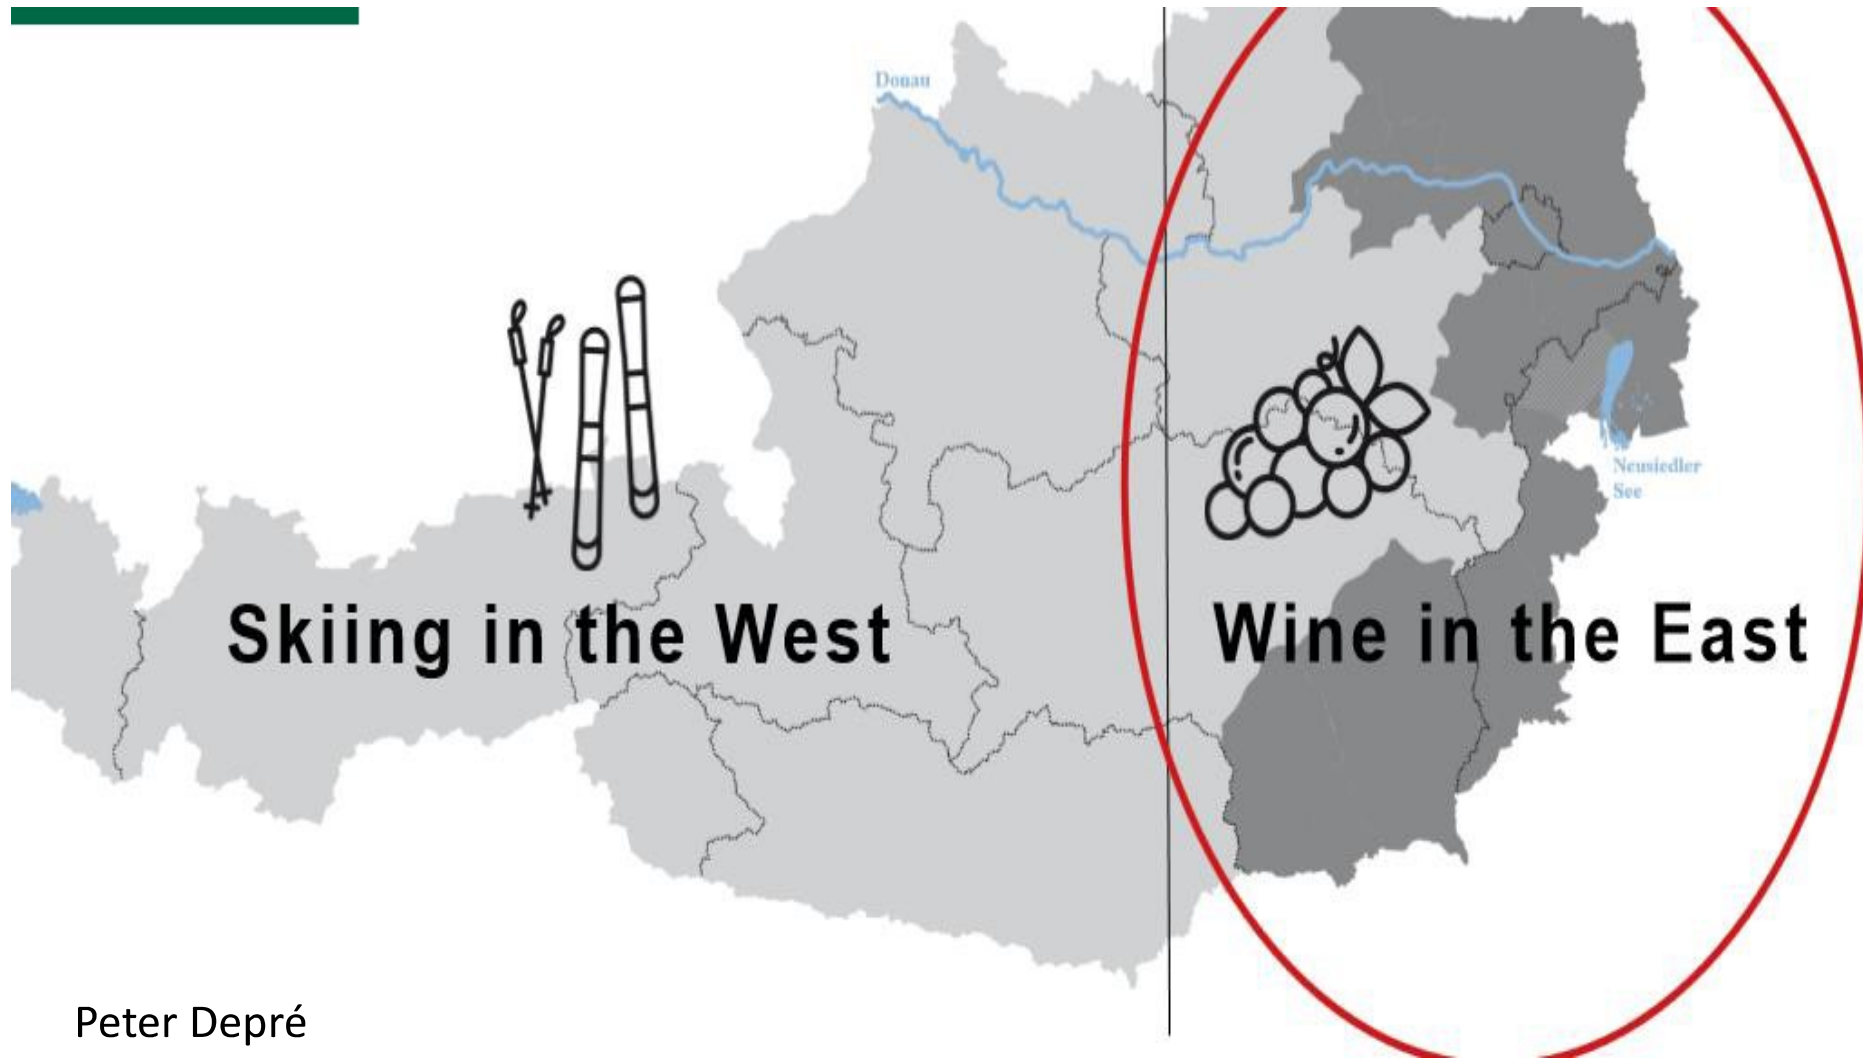 Donau
Neusiedler
See
Skiing in the West
Wine in the East
Peter Depré